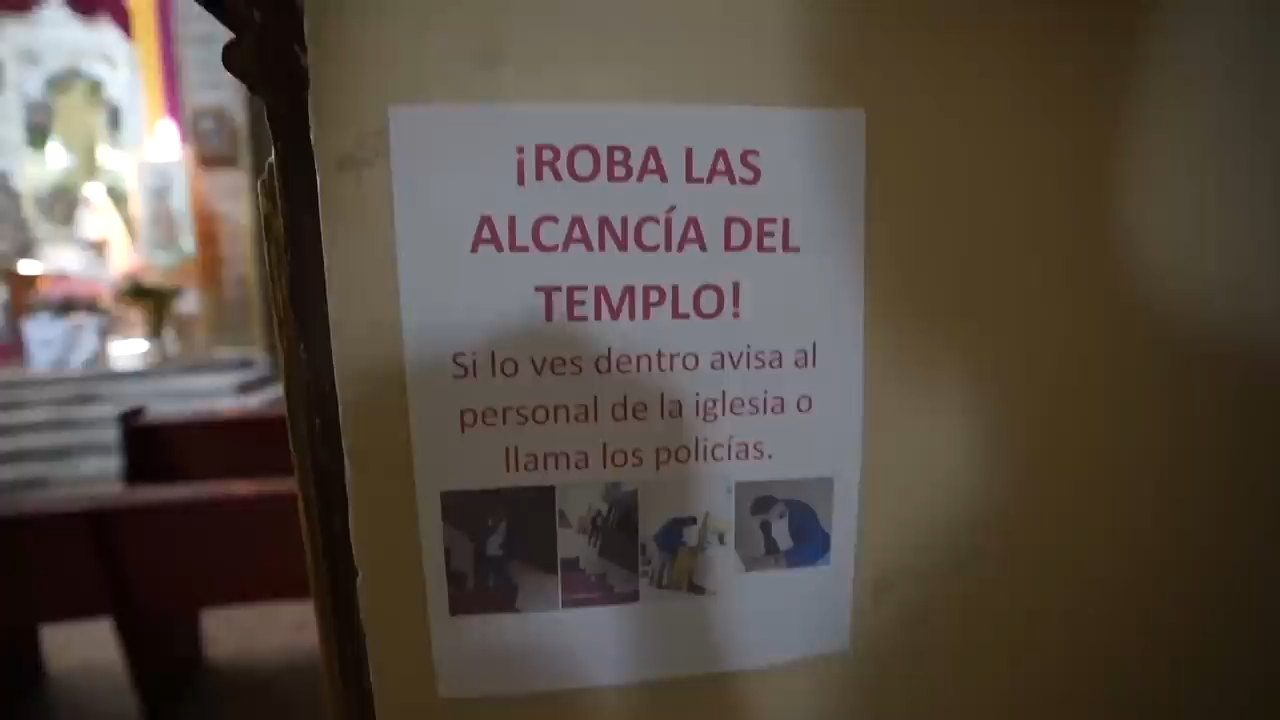 ¡ROBA LAS
ALCANCÍA DEL
TEMPLO!
Si lo ves dentro avisa al
personal de la iglesia o
llama los policías.